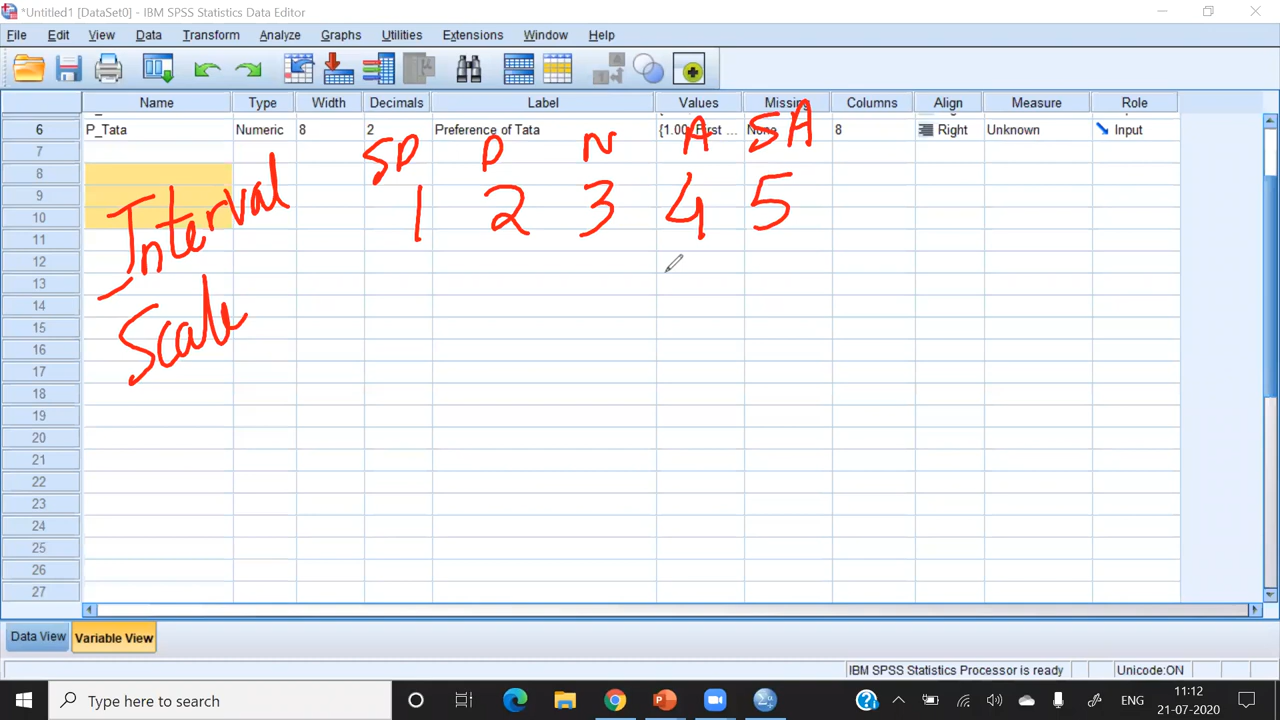 *Untitled1 [DataSet0] - IBM SPSS Statistics Data Editor
File Edit View Data Transform Analyze Graphs Utilities Extensions Window Help
Name Type Width Decimals Label Values Missing Columns Align Measure Role
6 P_Tata Numeric 8 2 Preference of Tata {1.00, First ... None 8 Right Unknown Input
SD D N A SA
1 2 3 4 5
Interval
Scale
7
8
9
10
11
12
13
14
15
16
17
18
19
20
21
22
23
24
25
26
27
Data View Variable View
IBM SPSS Statistics Processor is ready Unicode:ON
Type here to search
ENG
11:12
21-07-2020